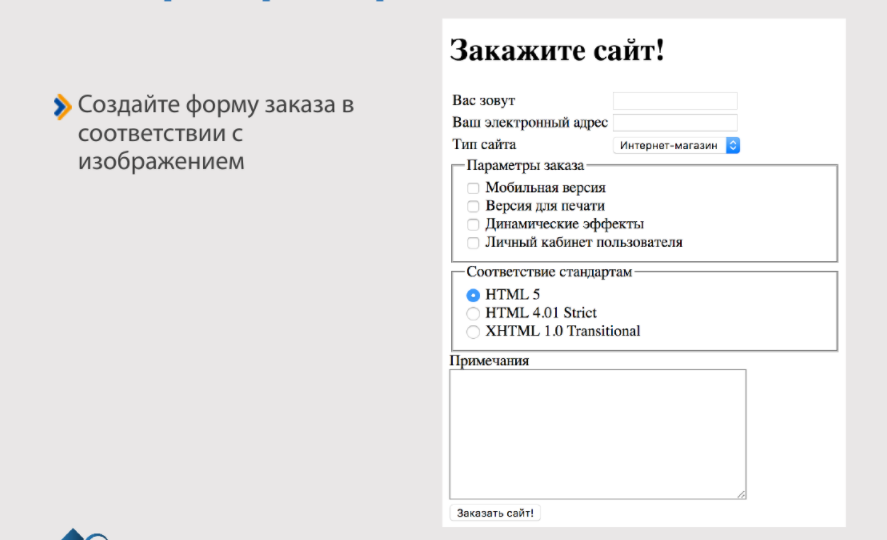 Создайте форму заказа в
соответствии с
изображением
Закажите сайт!
Вас зовут
Ваш электронный адрес
Тип сайта Интернет-магазин
Параметры заказа
Мобильная версия
Версия для печати
Динамические эффекты
Личный кабинет пользователя
Соответствие стандартам
HTML 5
HTML 4.01 Strict
XHTML 1.0 Transitional
Примечания
Заказать сайт!